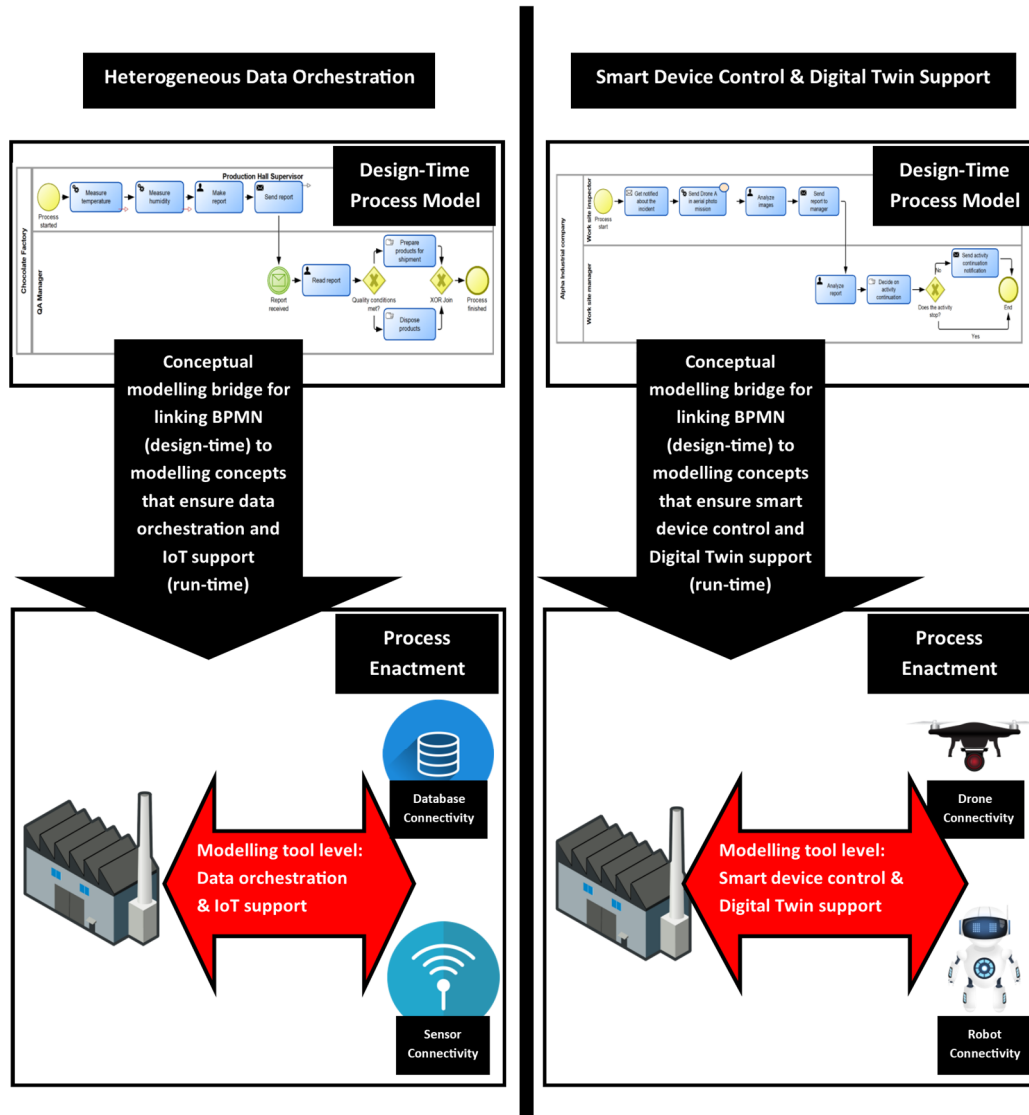 Heterogeneous Data Orchestration
Design-Time
Process Model
Chocolate Factory
Production Hall Supervisor
Process
started
Measure
temperature
Measure
humidity
Make
report
Send report
QA Manager
Report
received
Read report
Quality conditions
met?
Prepare
products for
shipment
Dispose
products
XOR Join
Process
finished
Conceptual
modelling bridge for
linking BPMN
(design-time) to
modelling concepts
that ensure data
orchestration and
IoT support
(run-time)
Process
Enactment
Database
Connectivity
Modelling tool level:
Data orchestration
& IoT support
Sensor
Connectivity
Smart Device Control & Digital Twin Support
Design-Time
Process Model
Alpha Industrial company
Work site inspector
Process
start
Get notified
about the
incident
Send Drone A
in aerial photo
mission
Analyze
images
Send
report to
manager
Work site manager
Analyze
report
Decide on
activity
continuation
Does the activity
stop?
No
Send activity
continuation
notification
Yes
End
Conceptual
modelling bridge for
linking BPMN
(design-time) to
modelling concepts
that ensure smart
device control and
Digital Twin support
(run-time)
Process
Enactment
Drone
Connectivity
Modelling tool level:
Smart device control &
Digital Twin support
Robot
Connectivity